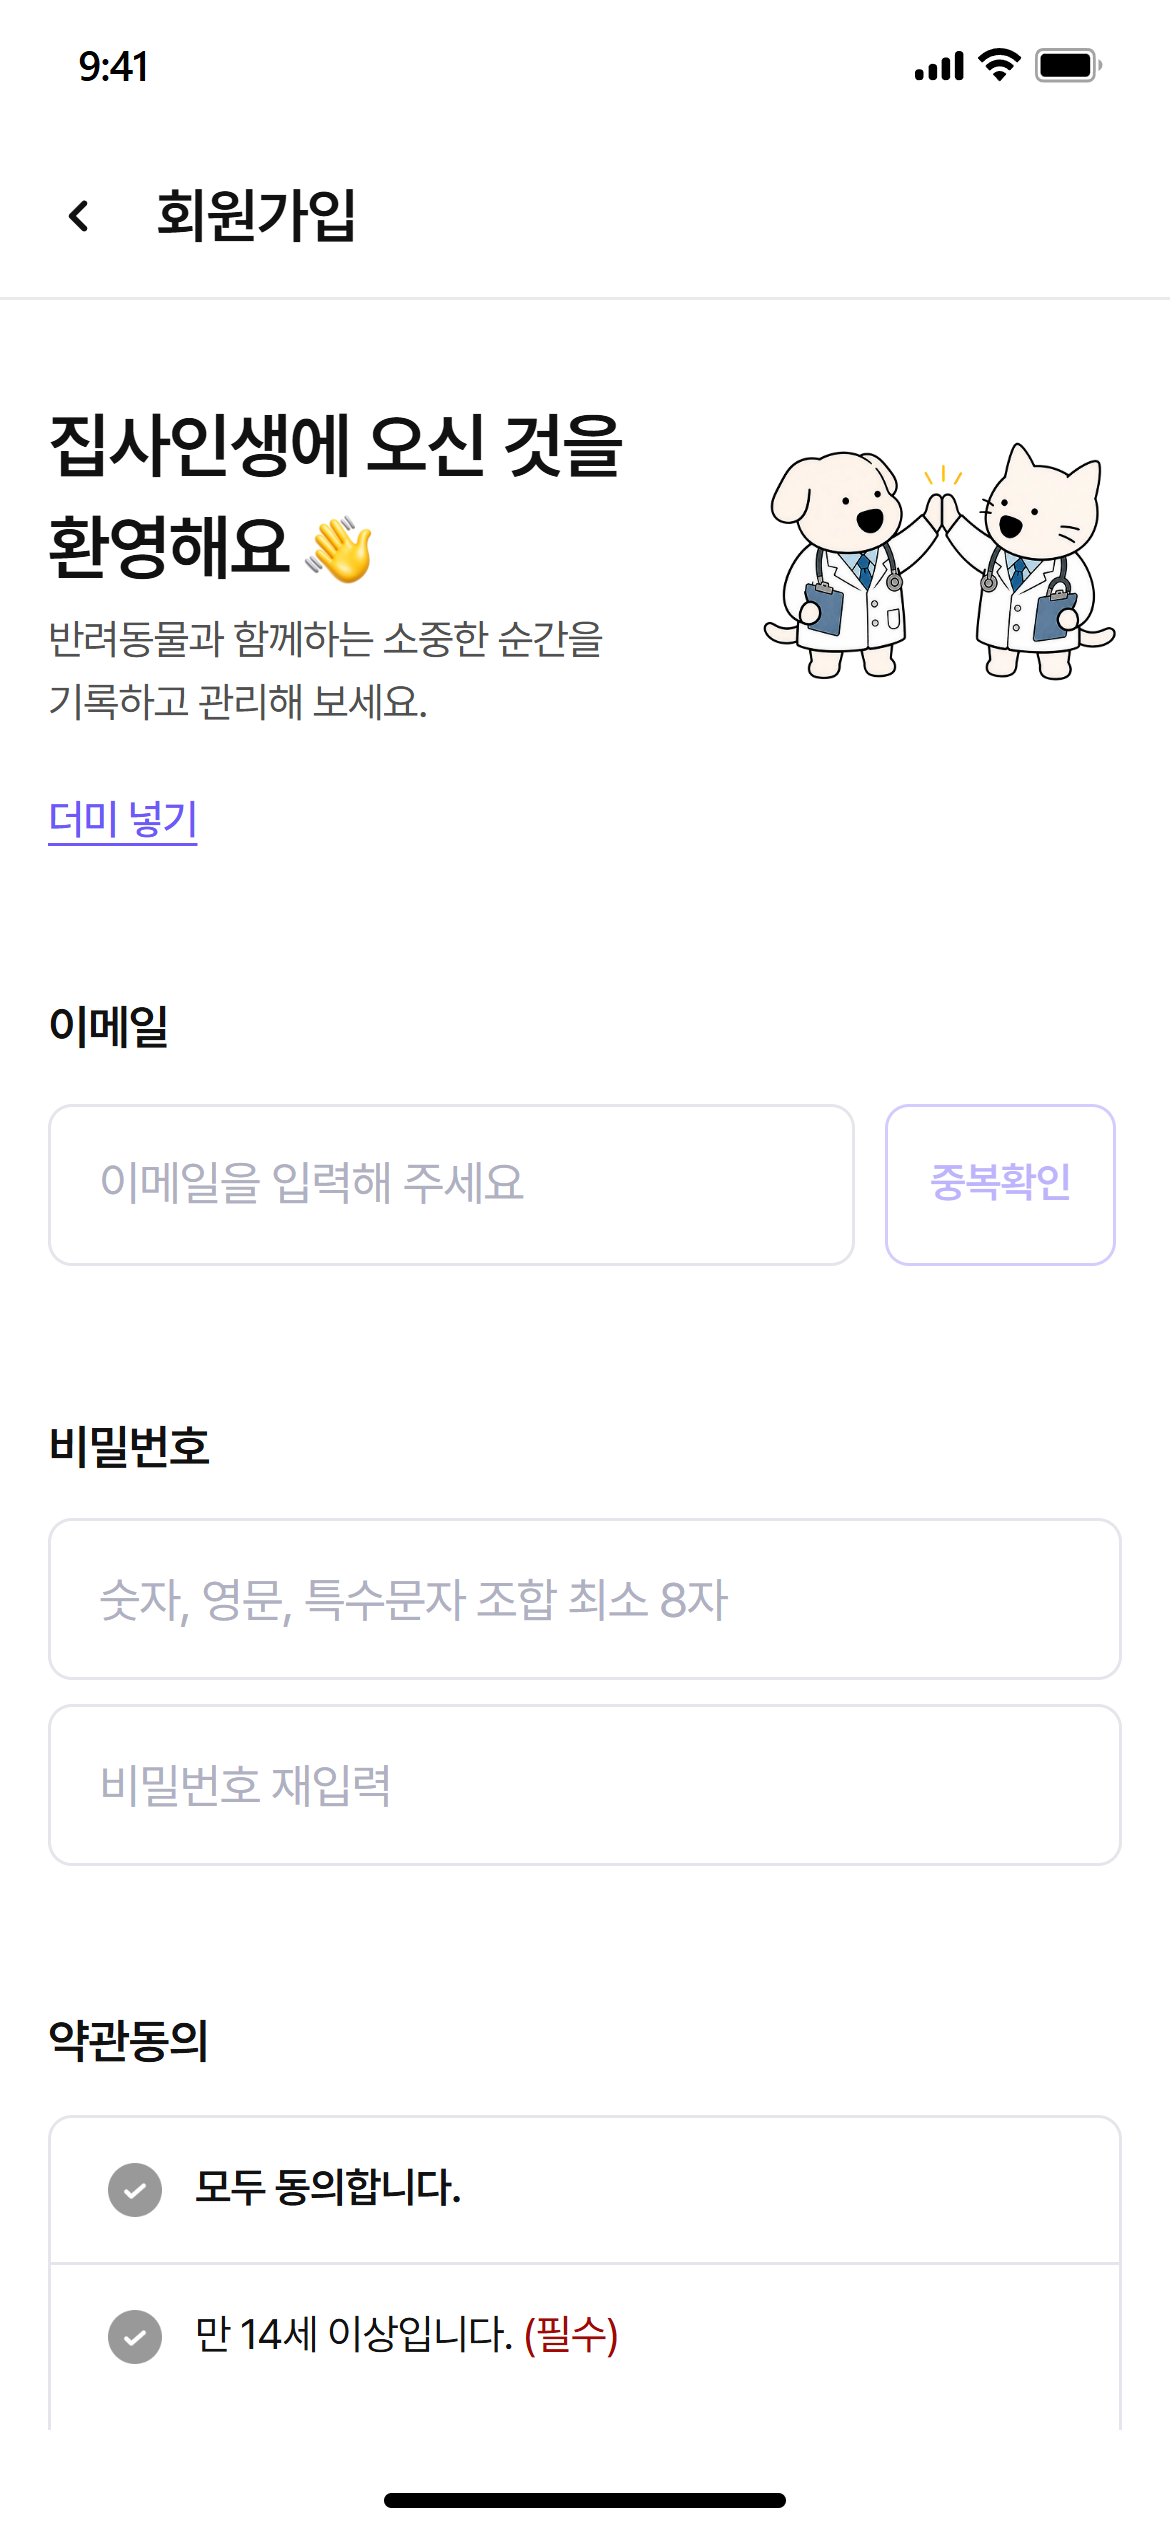 9:41
회원가입
집사인생에 오신 것을
환영해요 👋
반려동물과 함께하는 소중한 순간을
기록하고 관리해 보세요.
더미 넣기
이메일
이메일을 입력해 주세요
중복확인
비밀번호
숫자, 영문, 특수문자 조합 최소 8자
비밀번호 재입력
약관동의
모두 동의합니다.
만 14세 이상입니다. (필수)